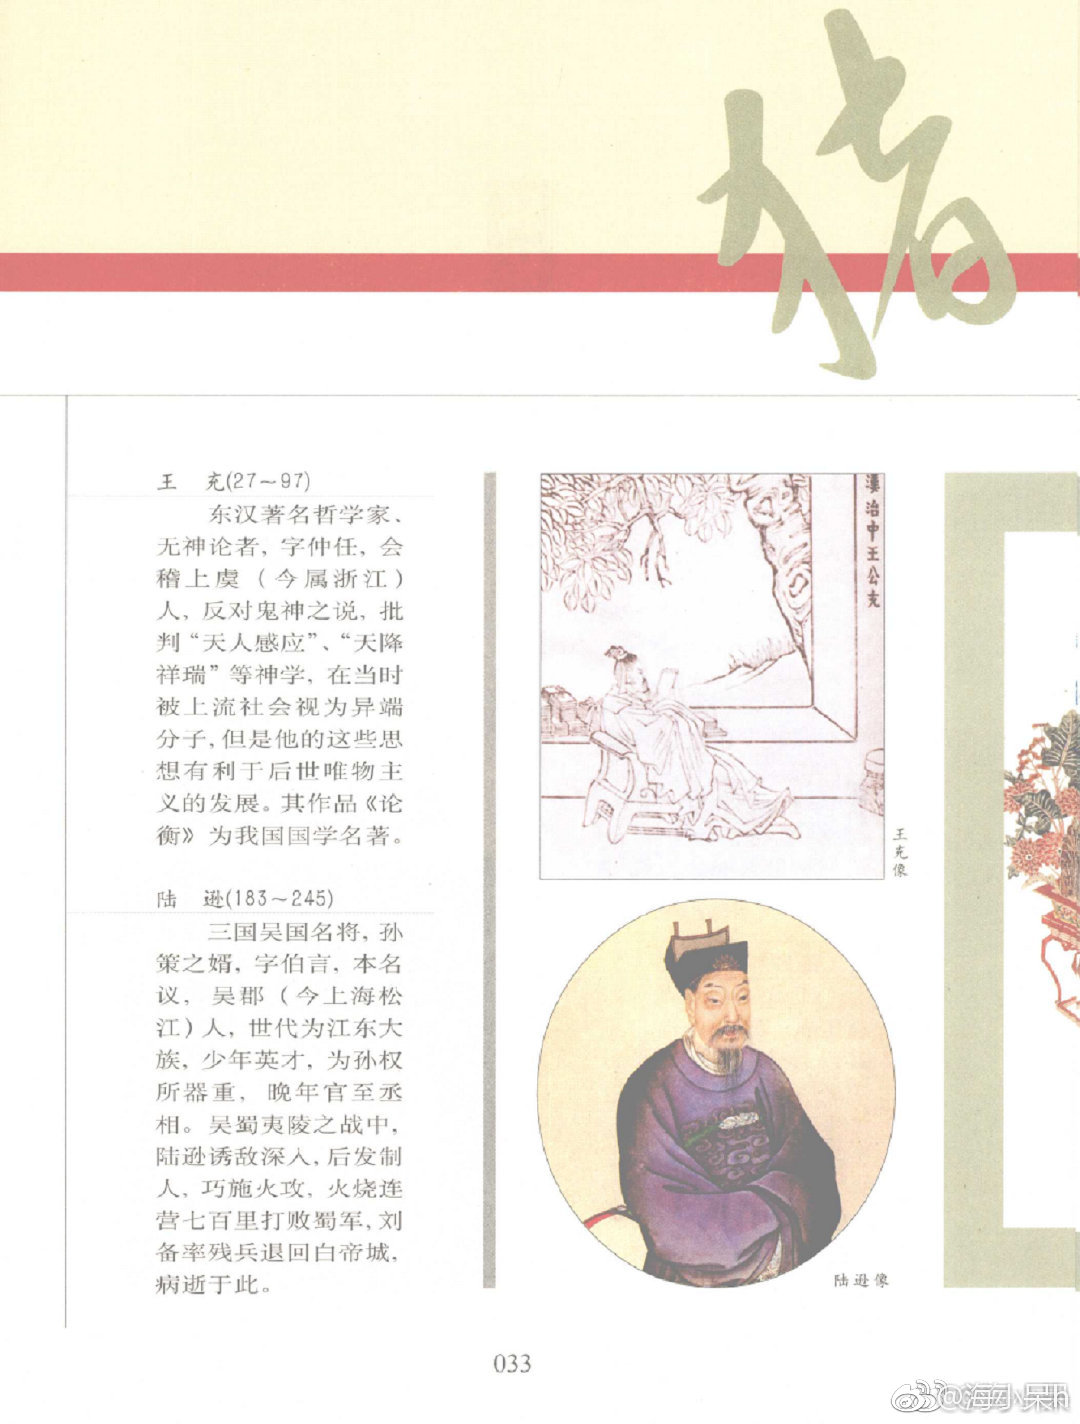 猪
王 充(27～97)
东汉著名哲学家、
无神论者，字仲任，会
稽上虞（今属浙江）
人，反对鬼神之说，批
判“天人感应”、“天降
祥瑞”等神学，在当时
被上流社会视为异端
分子，但是他的这些思
想有利于后世唯物主
义的发展。其作品《论
衡》为我国国学名著。
陆 逊(183～245)
三国吴国名将，孙
策之婿，字伯言，本名
议，吴郡（今上海松
江）人，世代为江东大
族，少年英才，为孙权
所器重，晚年官至丞
相。吴蜀夷陵之战中，
陆逊诱敌深入，后发制
人，巧施火攻，火烧连
营七百里打败蜀军，刘
备率残兵退回白帝城，
病逝于此。
漢治中王公充
王充像
陆逊像
033